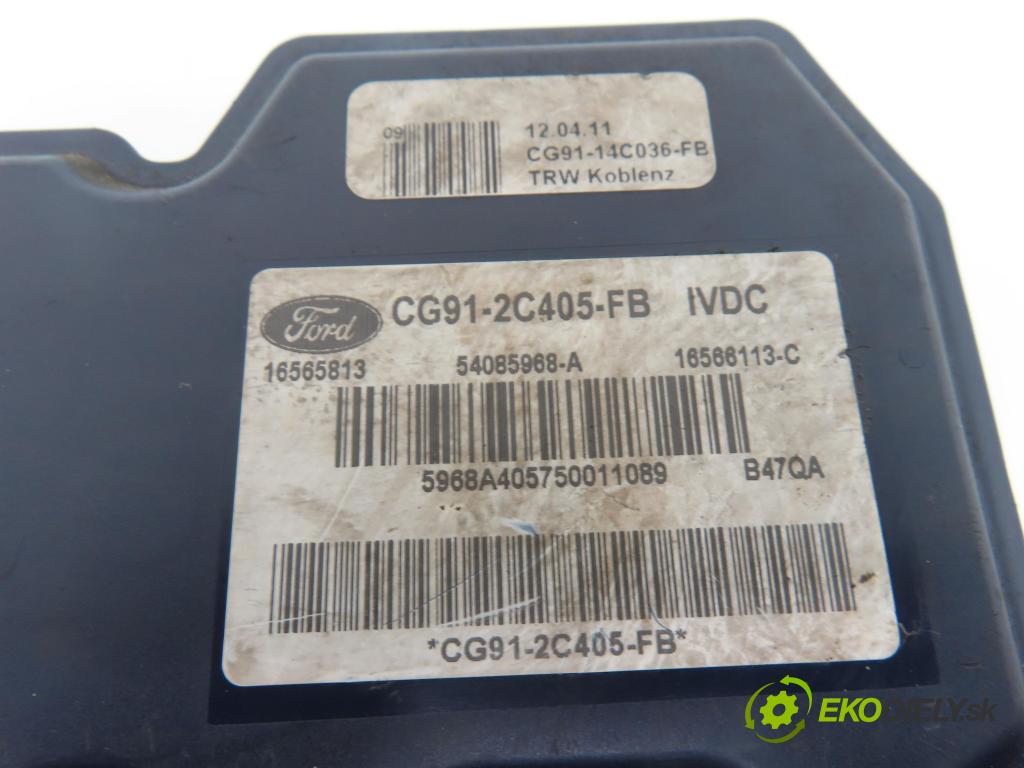 09
12.04.11
CG91-14C036-FB
TRW Koblenz
Ford CG91-2C405-FB IVDC
16565813 54085968-A 16566113-C
5968A405750011089 B47QA
*CG91-2C405-FB*
EKODIELY.sk